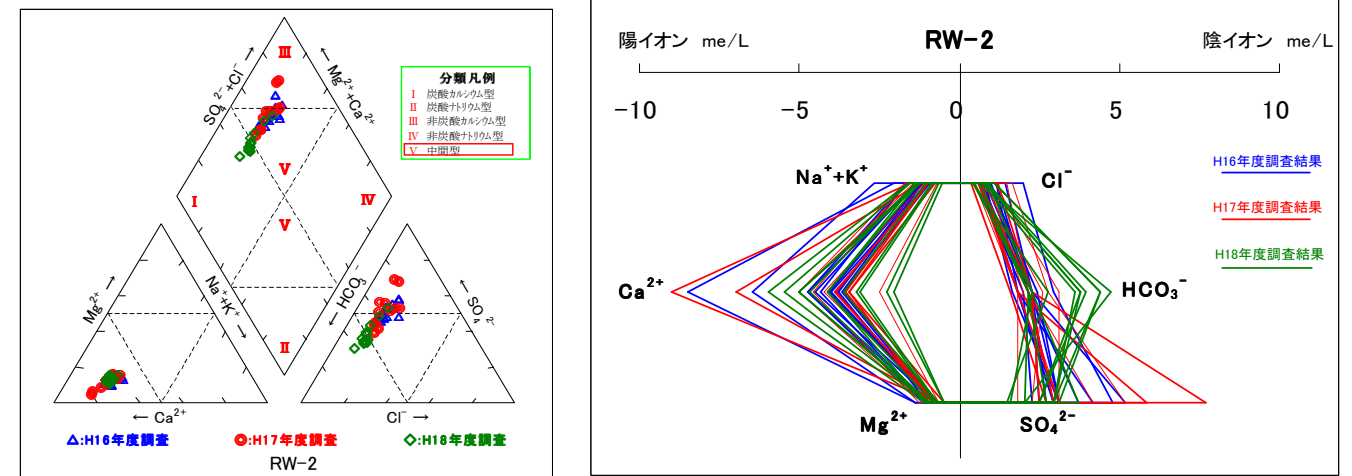 SO₄²⁻+Cl⁻ →
← Mg²⁺+Ca²⁺
Ⅲ
分類凡例
Ⅰ 炭酸カルシウム型
Ⅱ 炭酸ナトリウム型
Ⅲ 非炭酸カルシウム型
Ⅳ 非炭酸ナトリウム型
Ⅴ 中間型
Ⅴ
Ⅰ
Ⅳ
Ⅴ
Mg²⁺ →
Na⁺+K⁺ →
← HCO₃⁻
← SO₄²⁻
Ⅱ
← Ca²⁺
Cl⁻ →
△:H16年度調査
◎:H17年度調査
◇:H18年度調査
RW-2
陽イオン me/L
RW-2
陰イオン me/L
-10
-5
0
5
10
Na⁺+K⁺
Cl⁻
H16年度調査結果
H17年度調査結果
H18年度調査結果
Ca²⁺
HCO₃⁻
Mg²⁺
SO₄²⁻